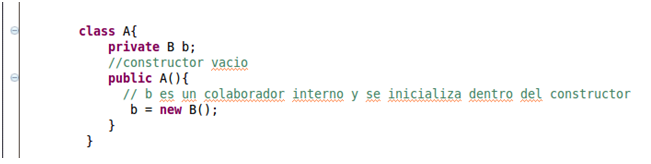 class A{
private B b;
//constructor vacio
public A(){
// b es un colaborador interno y se inicializa dentro del constructor
b = new B();
}
}